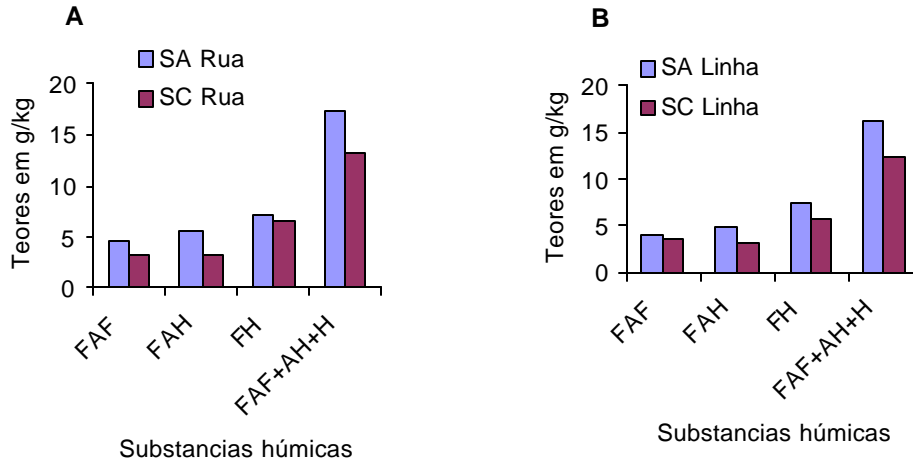 A
SA Rua
SC Rua
Teores em g/kg
20
15
10
5
0
FAF
FAH
FH
FAF+AH+H
Substancias húmicas
B
SA Linha
SC Linha
Teores em g/kg
20
15
10
5
0
FAF
FAH
FH
FAF+AH+H
Substancias húmicas